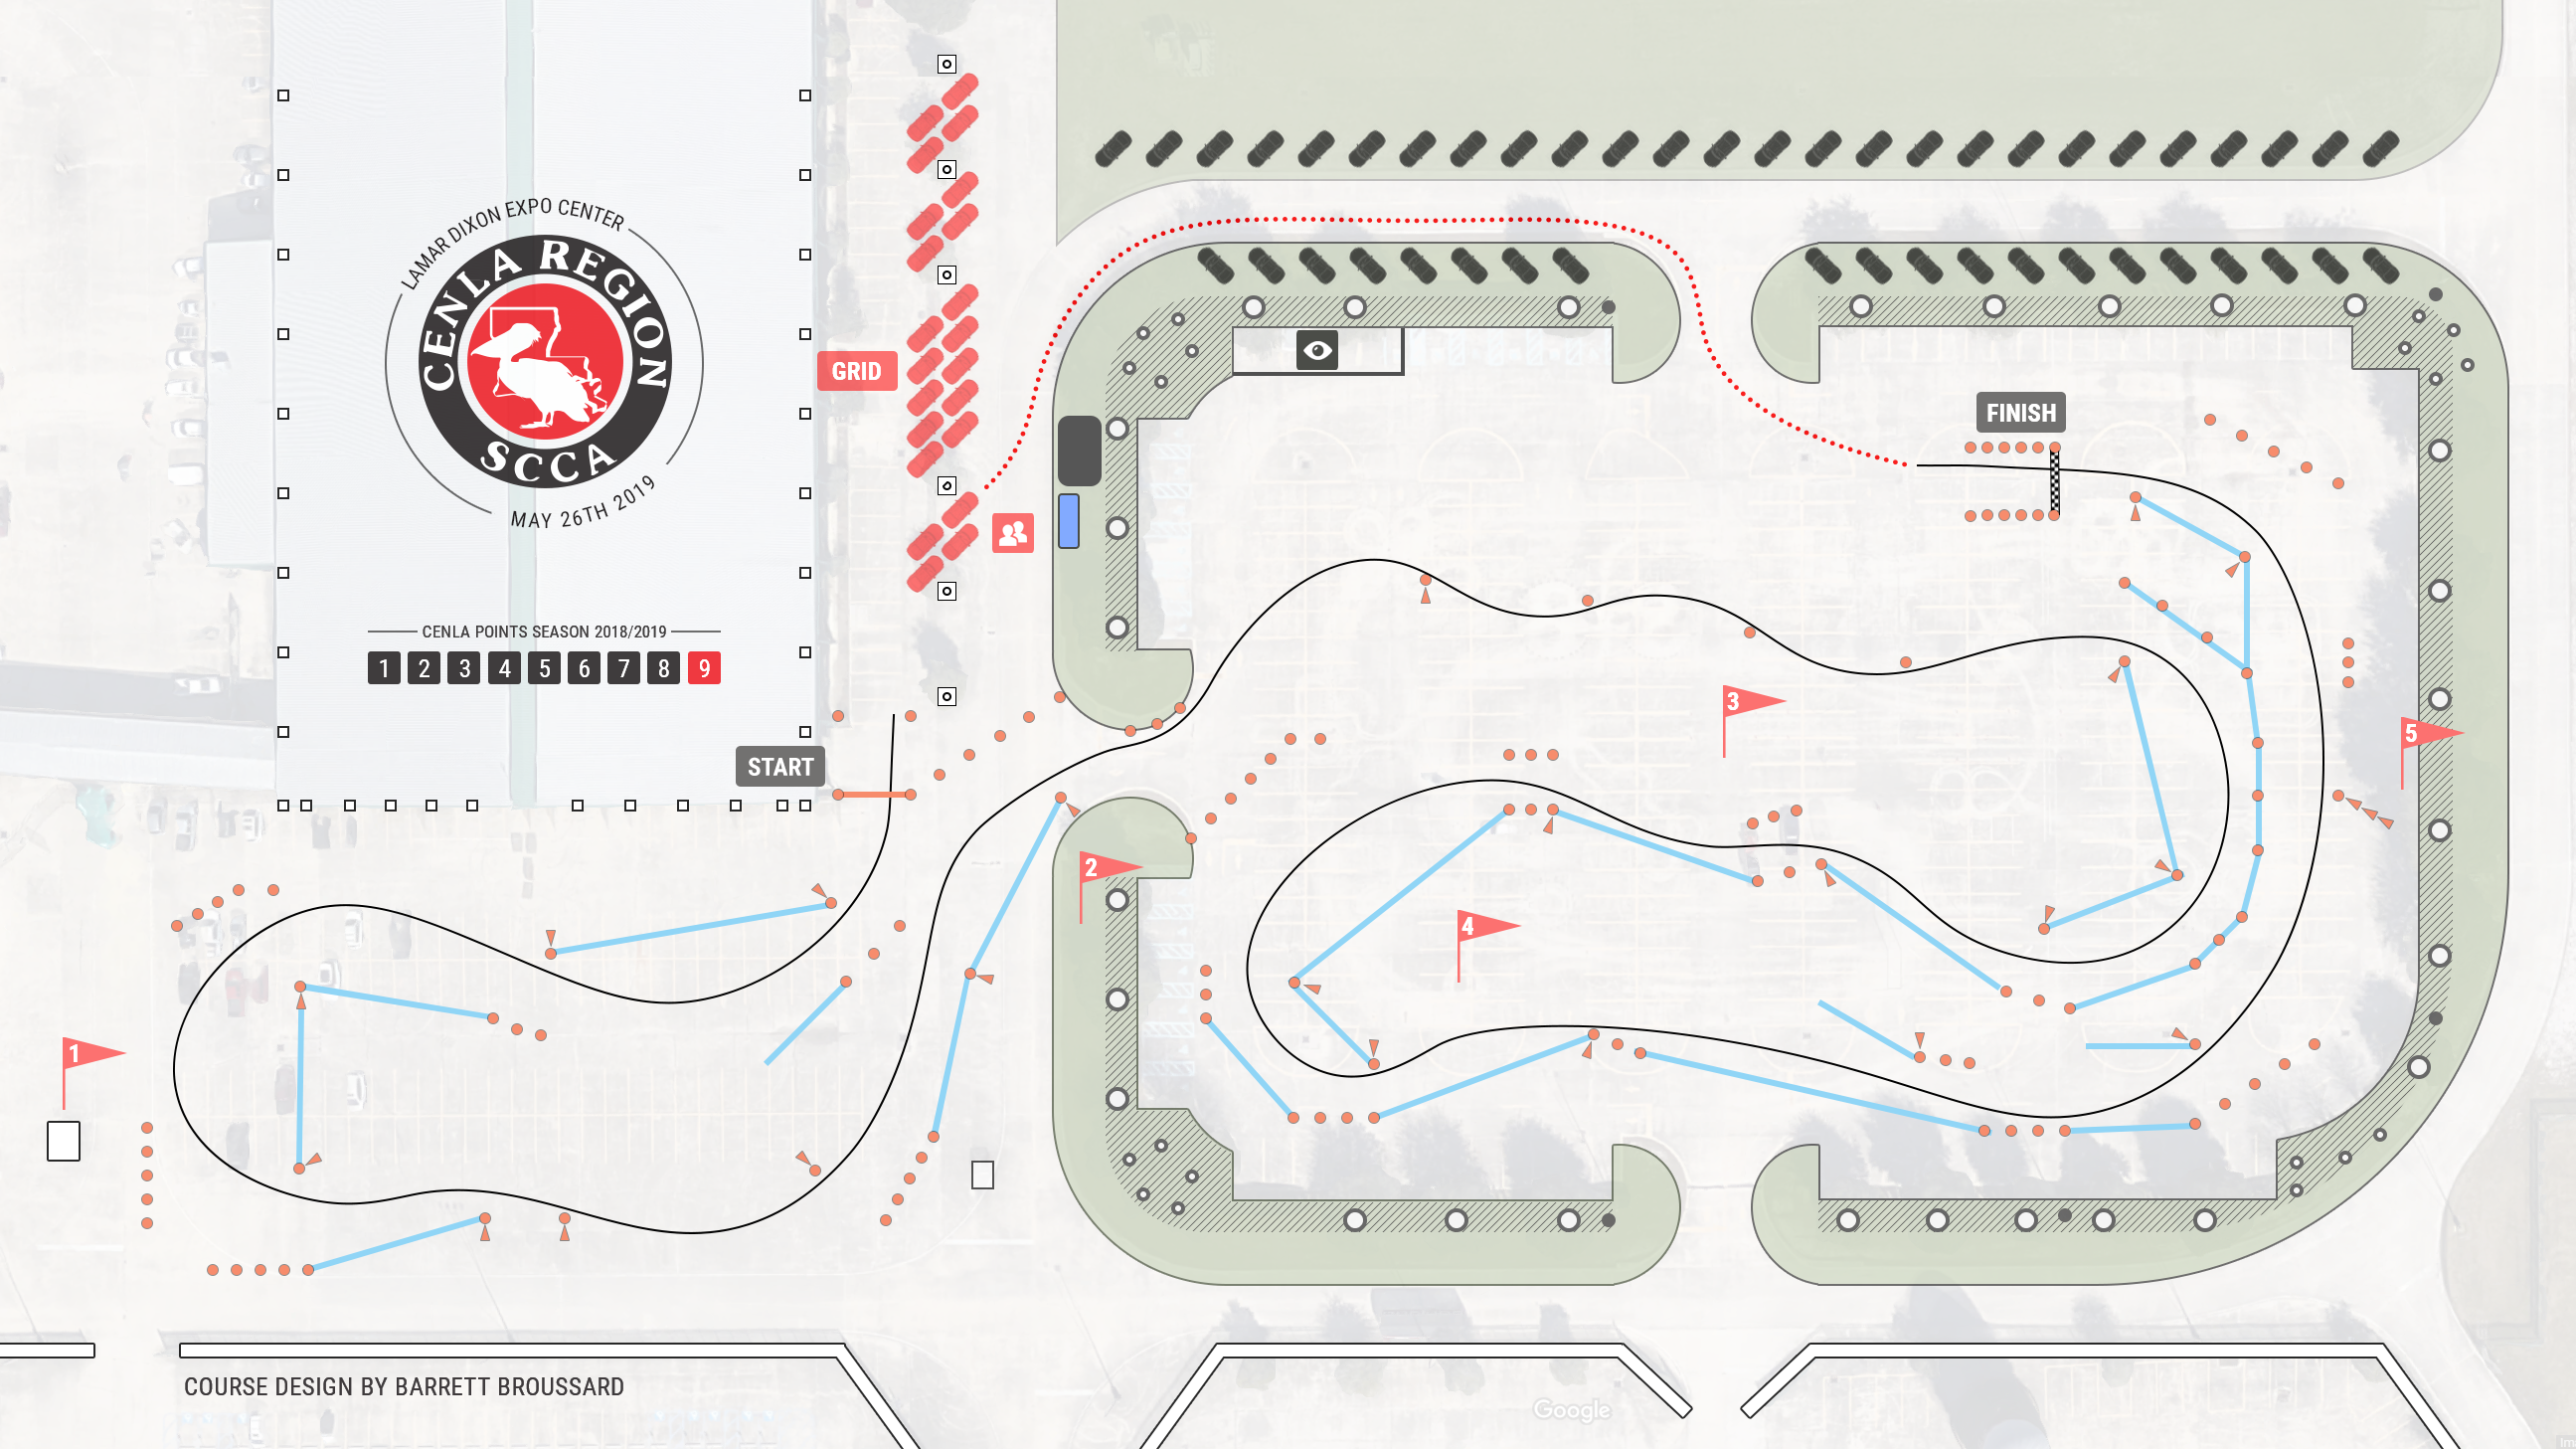 LAMAR DIXON EXPO CENTER
CENLA REGION
SCCA
MAY 26TH 2019
CENLA POINTS SEASON 2018/2019
1 2 3 4 5 6 7 8 9
GRID
START
FINISH
1
2
3
4
5
COURSE DESIGN BY BARRETT BROUSSARD
Google